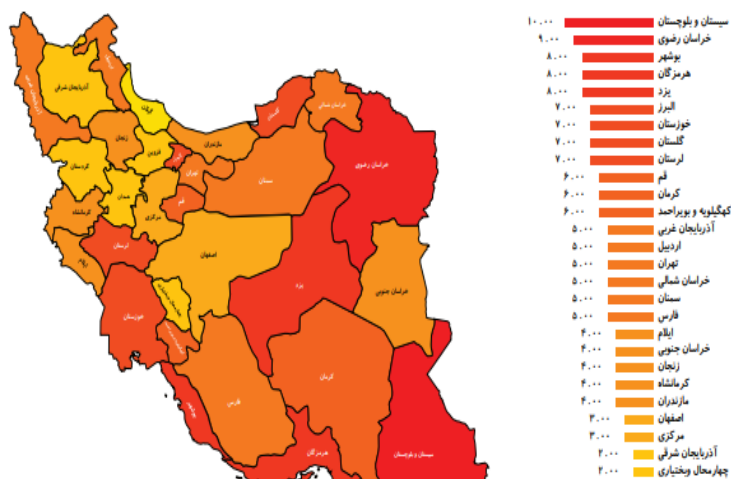 ۱۰.۰۰ سیستان و بلوچستان
۹.۰۰ خراسان رضوی
۸.۰۰ بوشهر
۸.۰۰ هرمزگان
۸.۰۰ یزد
۷.۰۰ البرز
۷.۰۰ خوزستان
۷.۰۰ گلستان
۷.۰۰ لرستان
۶.۰۰ قم
۶.۰۰ کرمان
۶.۰۰ کهگیلویه و بویراحمد
۵.۰۰ آذربایجان غربی
۵.۰۰ اردبیل
۵.۰۰ تهران
۵.۰۰ خراسان شمالی
۵.۰۰ سمنان
۵.۰۰ فارس
۴.۰۰ ایلام
۴.۰۰ خراسان جنوبی
۴.۰۰ زنجان
۴.۰۰ کرمانشاه
۴.۰۰ مازندران
۳.۰۰ اصفهان
۳.۰۰ مرکزی
۲.۰۰ آذربایجان شرقی
۲.۰۰ چهارمحال وبختیاری
آذربایجان شرقی
اردبیل
آذربایجان غربی
گیلان
خراسان شمالی
گلستان
زنجان
مازندران
قزوین
البرز
کردستان
تهران
سمنان
خراسان رضوی
همدان
قم
مرکزی
کرمانشاه
لرستان
اصفهان
ایلام
یزد
خراسان جنوبی
چهارمحال وبختیاری
خوزستان
کرمان
فارس
بوشهر
هرمزگان
سیستان و بلوچستان